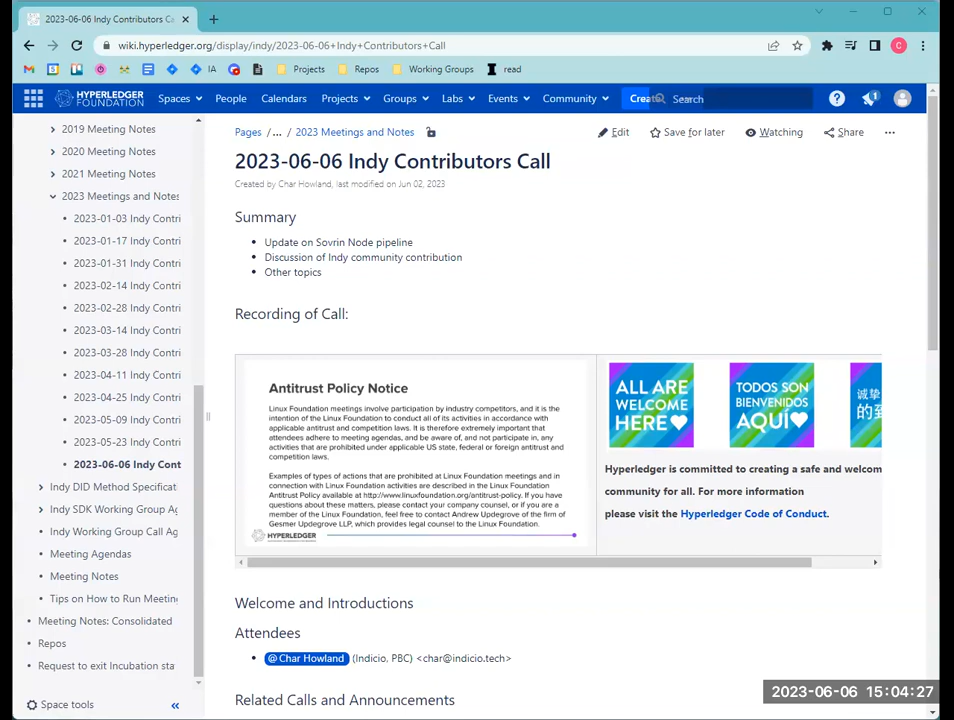 2023-06-06 Indy Contributors Ca
wiki.hyperledger.org/display/indy/2023-06-06+Indy+Contributors+Call
IA
Projects
Repos
Working Groups
read
HYPERLEDGER
FOUNDATION
Spaces
People
Calendars
Projects
Groups
Labs
Events
Community
Search
1
C
2019 Meeting Notes
2020 Meeting Notes
2021 Meeting Notes
2023 Meetings and Notes
2023-01-03 Indy Contri
2023-01-17 Indy Contri
2023-01-31 Indy Contri
2023-02-14 Indy Contri
2023-02-28 Indy Contri
2023-03-14 Indy Contri
2023-03-28 Indy Contri
2023-04-11 Indy Contri
2023-04-25 Indy Contri
2023-05-09 Indy Contri
2023-05-23 Indy Contri
2023-06-06 Indy Cont
Indy DID Method Specificat
Indy SDK Working Group Ag
Indy Working Group Call Ag
Meeting Agendas
Meeting Notes
Tips on How to Run Meetin
Meeting Notes: Consolidated
Repos
Request to exit Incubation sta
Space tools
Pages /... / 2023 Meetings and Notes
Edit
Save for later
Watching
Share
2023-06-06 Indy Contributors Call
Created by Char Howland, last modified on Jun 02, 2023
Summary
Update on Sovrin Node pipeline
Discussion of Indy community contribution
Other topics
Recording of Call:
Antitrust Policy Notice
Linux Foundation meetings involve participation by industry competitors, and it is the
intention of the Linux Foundation to conduct all of its activities in accordance with
applicable antitrust and competition laws. It is therefore extremely important that
attendees adhere to meeting agendas, and be aware of, and not participate in, any
activities that are prohibited under applicable US state, federal or foreign antitrust and
competition laws.
Examples of types of actions that are prohibited at Linux Foundation meetings and in
connection with Linux Foundation activities are described in the Linux Foundation
Antitrust Policy available at http://www.linuxfoundation.org/antitrust-policy. If you have
questions about these matters, please contact your company counsel, or if you are a
member of the Linux Foundation, feel free to contact Andrew Updegrove of the firm of
Gesmer Updegrove LLP, which provides legal counsel to the Linux Foundation.
HYPERLEDGER
ALL ARE
WELCOME
HERE
TODOS SON
BIENVENIDOS
AQUÍ
诚挚
的到
Hyperledger is committed to creating a safe and welcom
community for all. For more information
please visit the Hyperledger Code of Conduct.
Welcome and Introductions
Attendees
@Char Howland (Indicio, PBC) <char@indicio.tech>
Related Calls and Announcements
2023-06-06 15:04:27